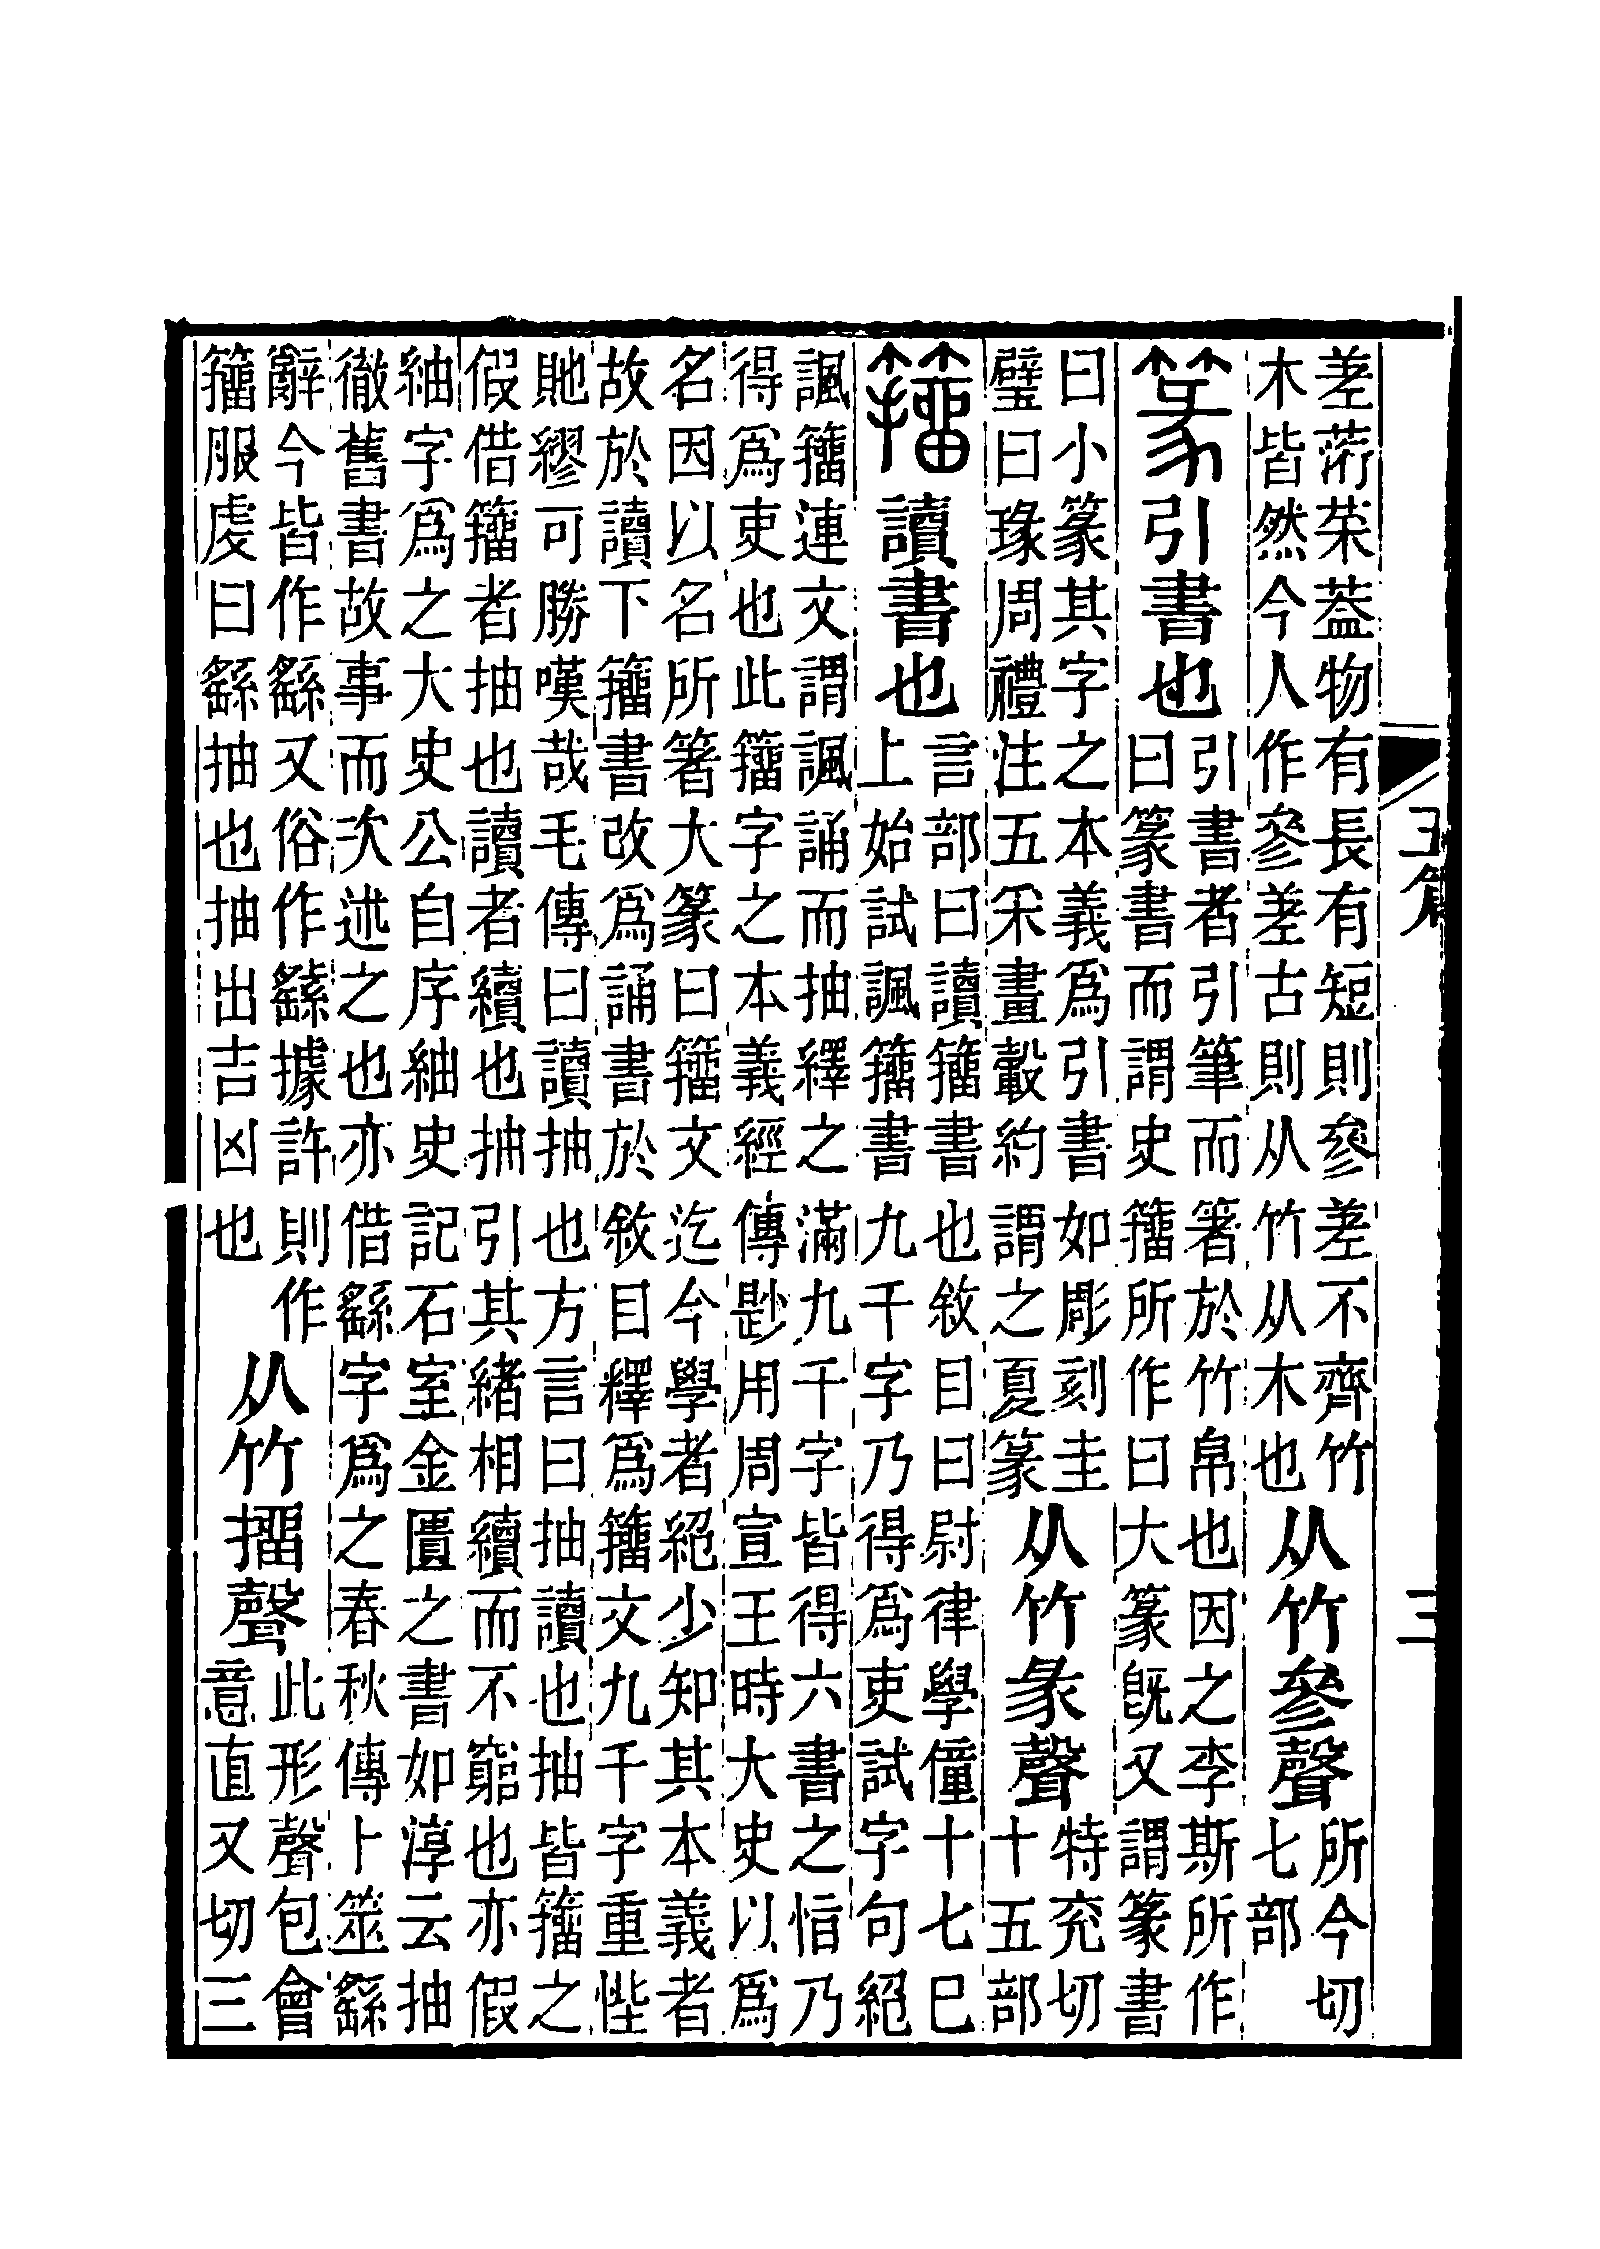 差荇菜葢物有長有短則參差不齊竹
木皆然今人作參差古則从竹从木也
从竹參聲
所今切
七部
篆引書也
引書者引筆而箸於竹帛也因之李斯所作
曰篆書而謂史籒所作曰大篆旣又謂篆書
曰小篆其字之本義爲引書如彫刻圭
璧曰瑑周禮注五采畫轂約謂之夏篆
从竹彖聲
特兗切
十五部
籒讀書也
言部曰讀籒書也敘目曰尉律學僮十七巳
上始試諷籒書九千字乃得爲吏試字句絕
諷籒連文謂諷誦而抽繹之滿九千字皆得六書之恉乃
得爲吏也此籒字之本義經傳尟用周宣王時大史以爲
名因以名所箸大篆曰籒文迄今學者絕少知其本義者
故於讀下籒書改爲誦書於敘目釋爲籒文九千字重悂
貤繆可勝嘆哉毛傳曰讀抽也方言曰抽讀也抽皆籒之
假借籒者抽也讀者續也抽引其緒相續而不窮也亦假
紬字爲之大史公自序紬史記石室金匱之書如淳云抽
徹舊書故事而次述之也亦借繇字爲之春秋傳卜筮繇
辭今皆作繇又俗作據許則作
籒服虔曰繇抽也抽出吉凶也
从竹㩅聲
此形聲包會
意直又切三
五篇
三